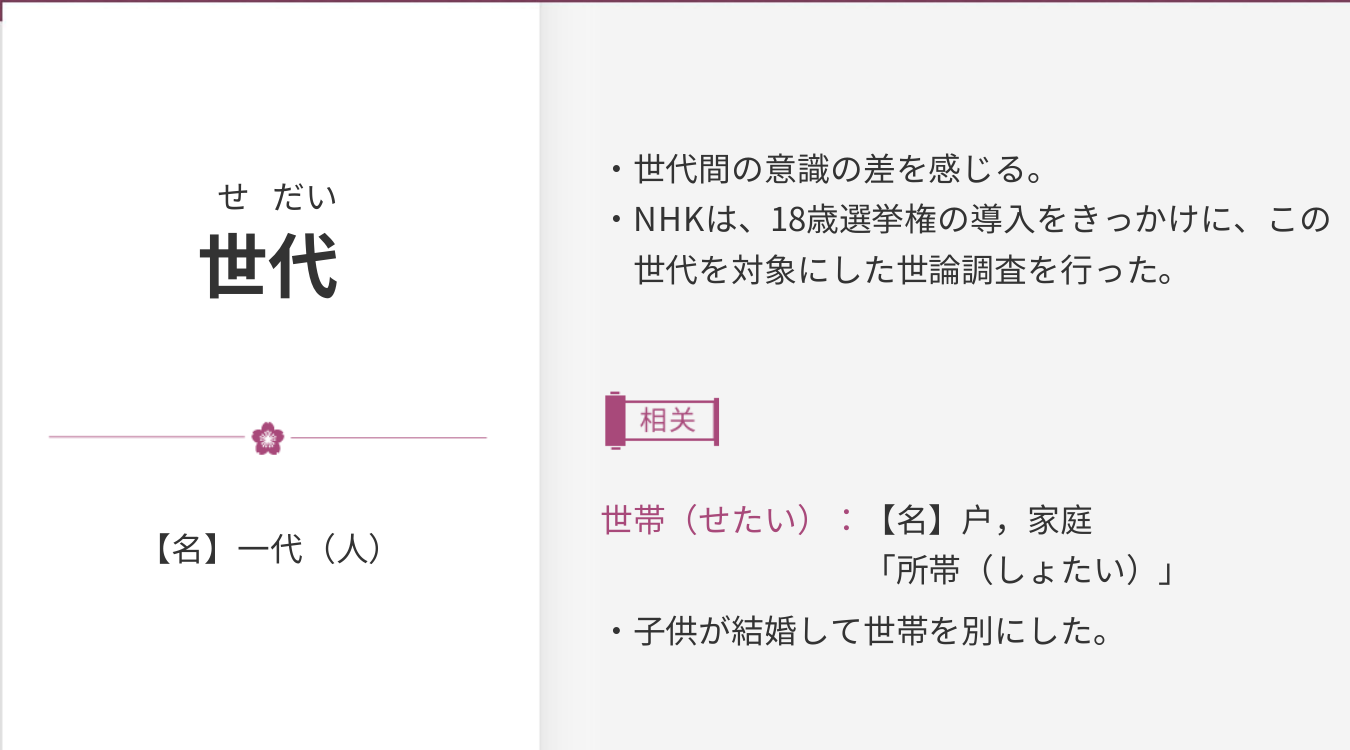 せ だい
世代
【名】一代（人）
・世代間の意識の差を感じる。
・NHKは、18歳選挙権の導入をきっかけに、この
世代を対象にした世論調査を行った。
相关
世帯（せたい）：【名】户，家庭
「所帯（しょたい）」
・子供が結婚して世帯を別にした。